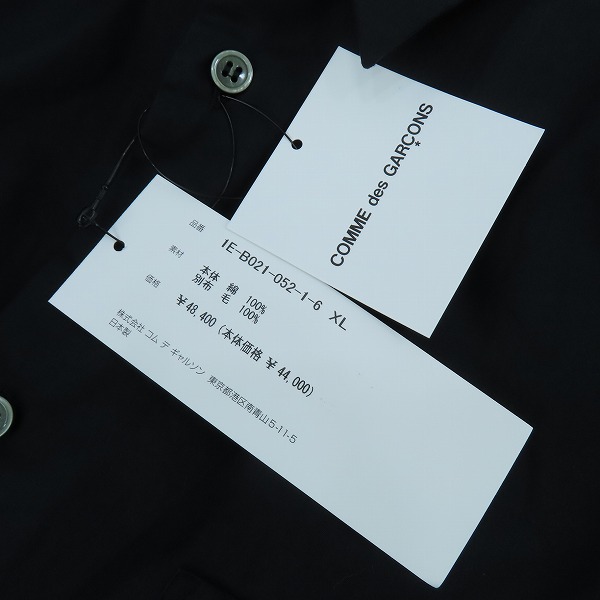 COMME des GARÇONS
*
品番 IE-B021-052-1-6 XL
素材 本体 綿 100%
別布 毛 100%
価格 ¥48,400 (本体価格 ¥44,000)
株式会社 コム デ ギャルソン 東京都港区南青山5-11-5
日本製